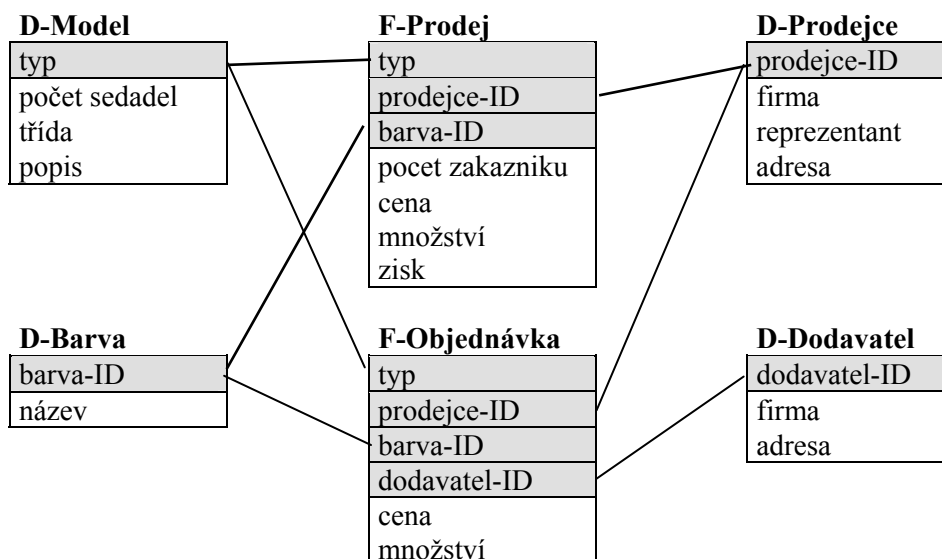 D-Model
typ
počet sedadel
třída
popis
F-Prodej
typ
prodejce-ID
barva-ID
pocet zakazniku
cena
množství
zisk
D-Prodejce
prodejce-ID
firma
reprezentant
adresa
D-Barva
barva-ID
název
F-Objednávka
typ
prodejce-ID
barva-ID
dodavatel-ID
cena
množství
D-Dodavatel
dodavatel-ID
firma
adresa